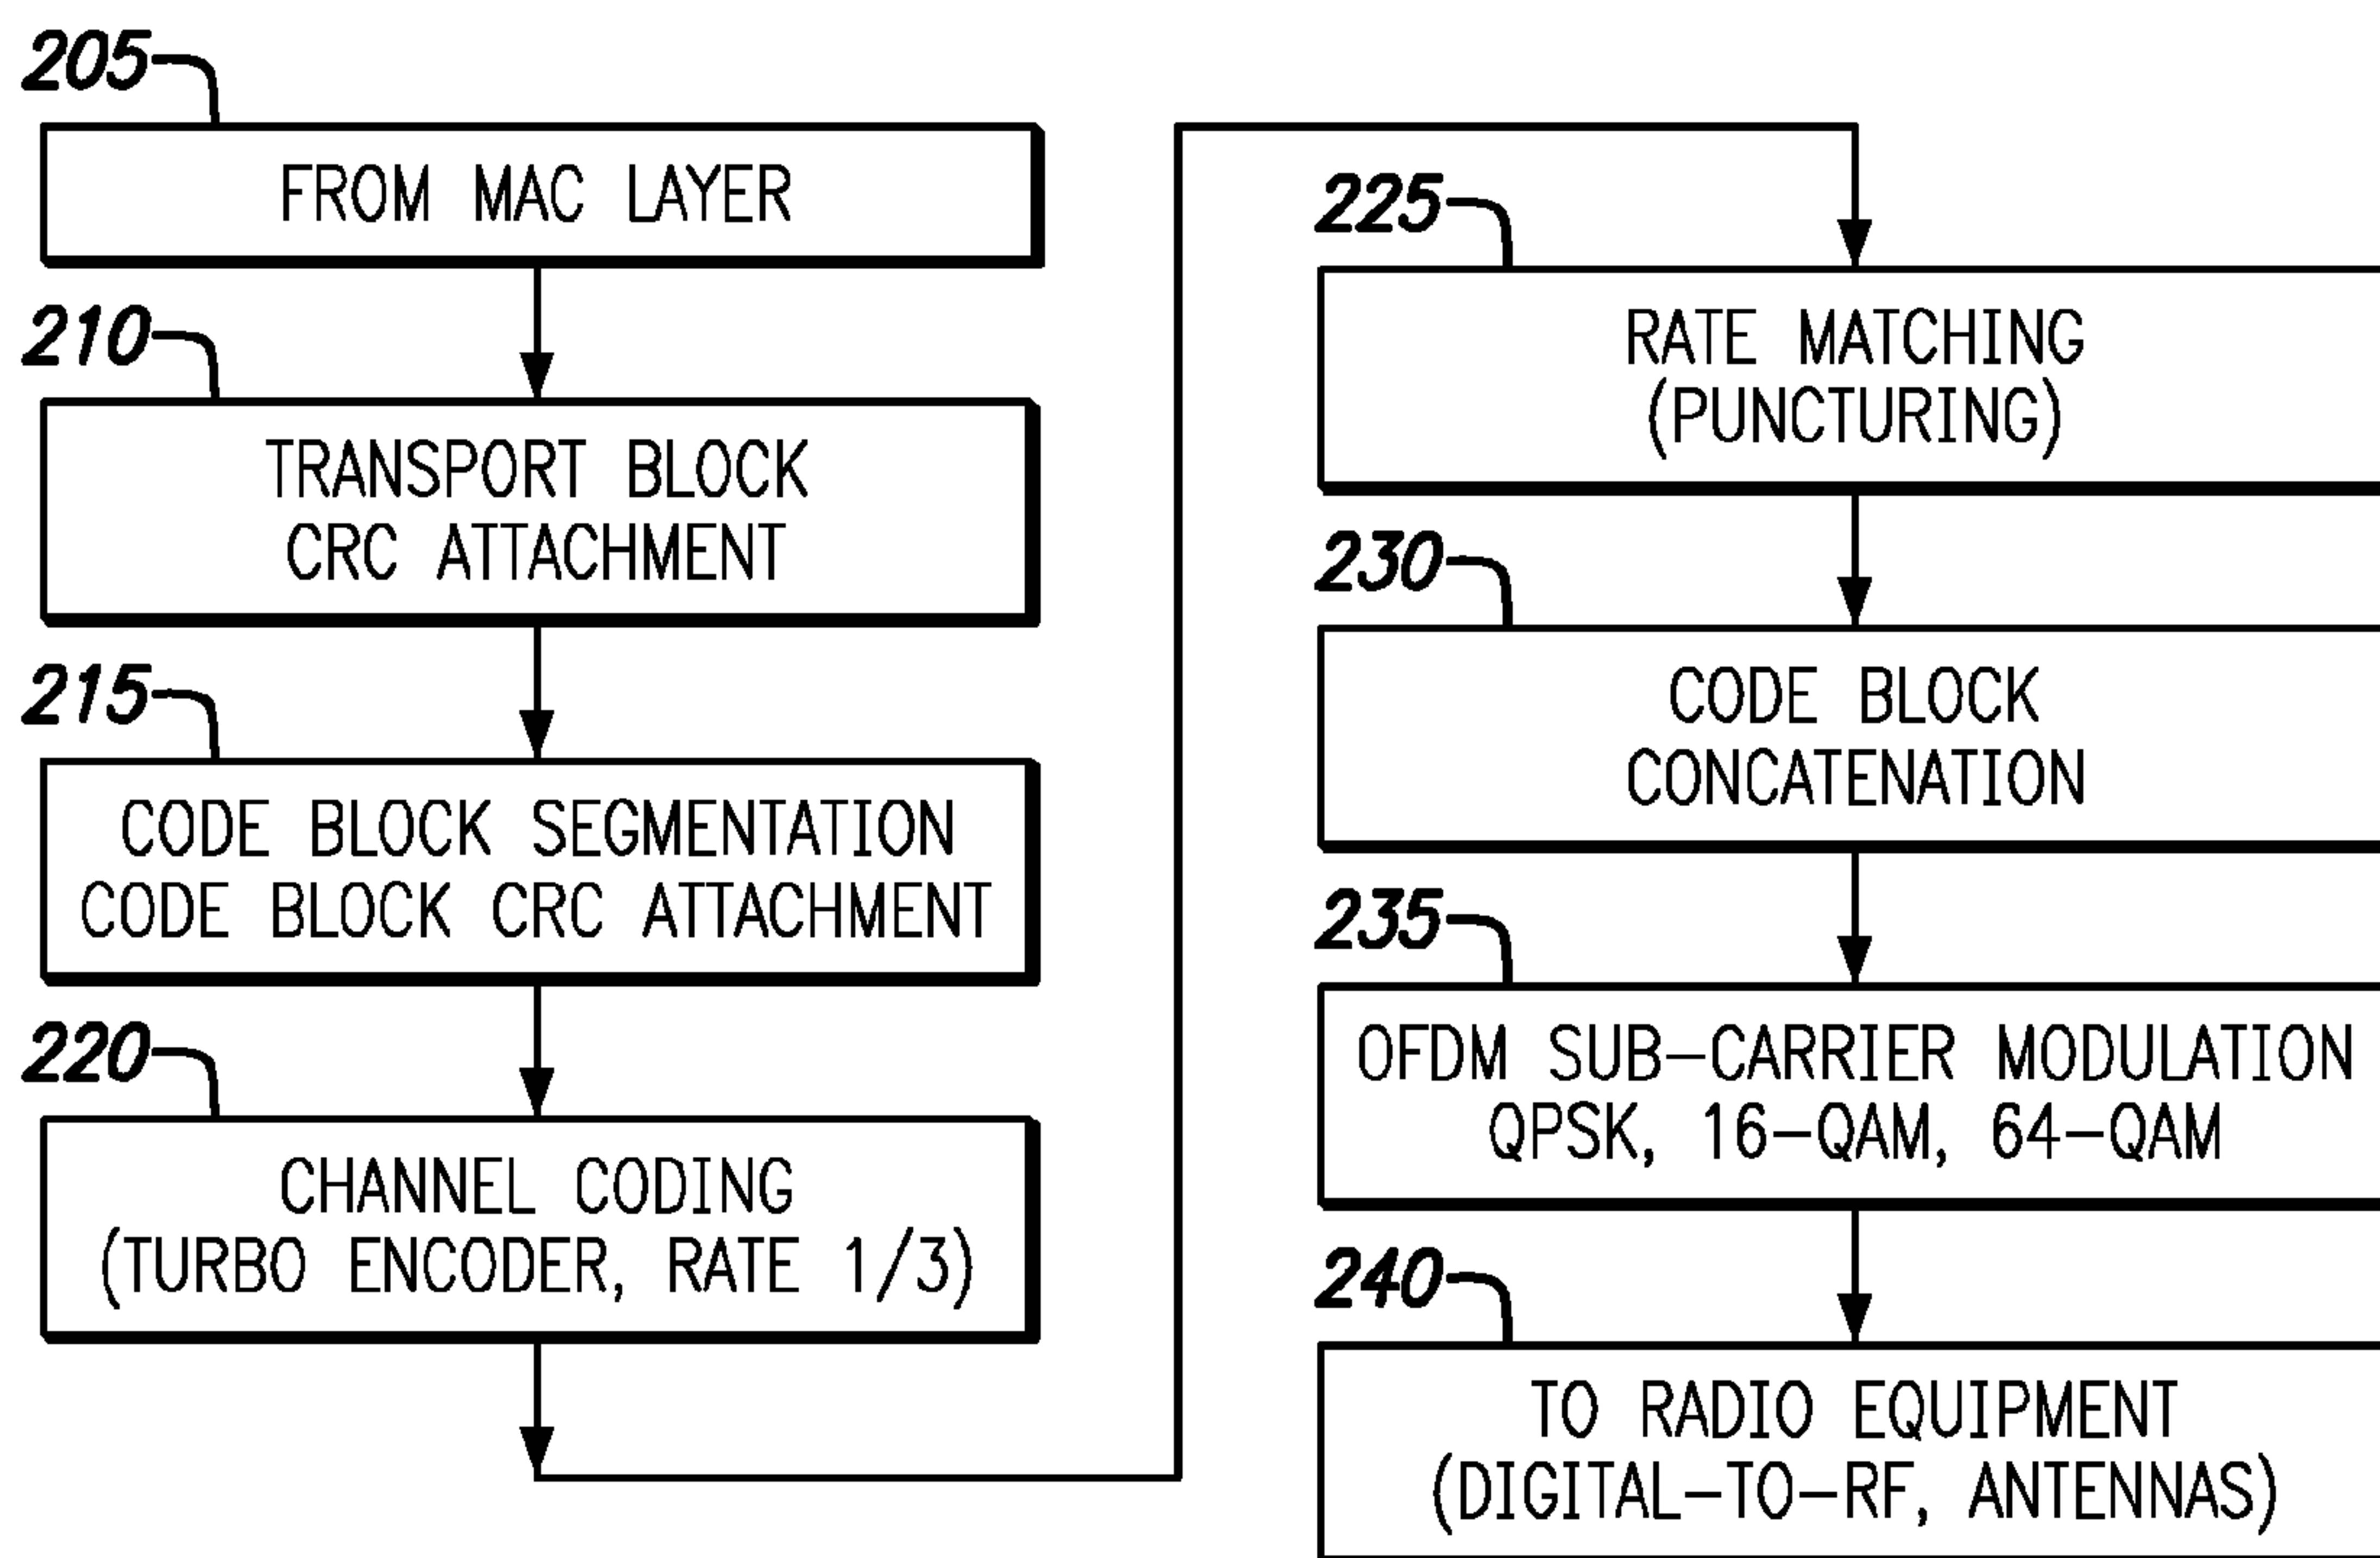 205
FROM MAC LAYER
210
TRANSPORT BLOCK
CRC ATTACHMENT
215
CODE BLOCK SEGMENTATION
CODE BLOCK CRC ATTACHMENT
220
CHANNEL CODING
(TURBO ENCODER, RATE 1/3)
225
RATE MATCHING
(PUNCTURING)
230
CODE BLOCK
CONCATENATION
235
OFDM SUB-CARRIER MODULATION
QPSK, 16-QAM, 64-QAM
240
TO RADIO EQUIPMENT
(DIGITAL-TO-RF, ANTENNAS)